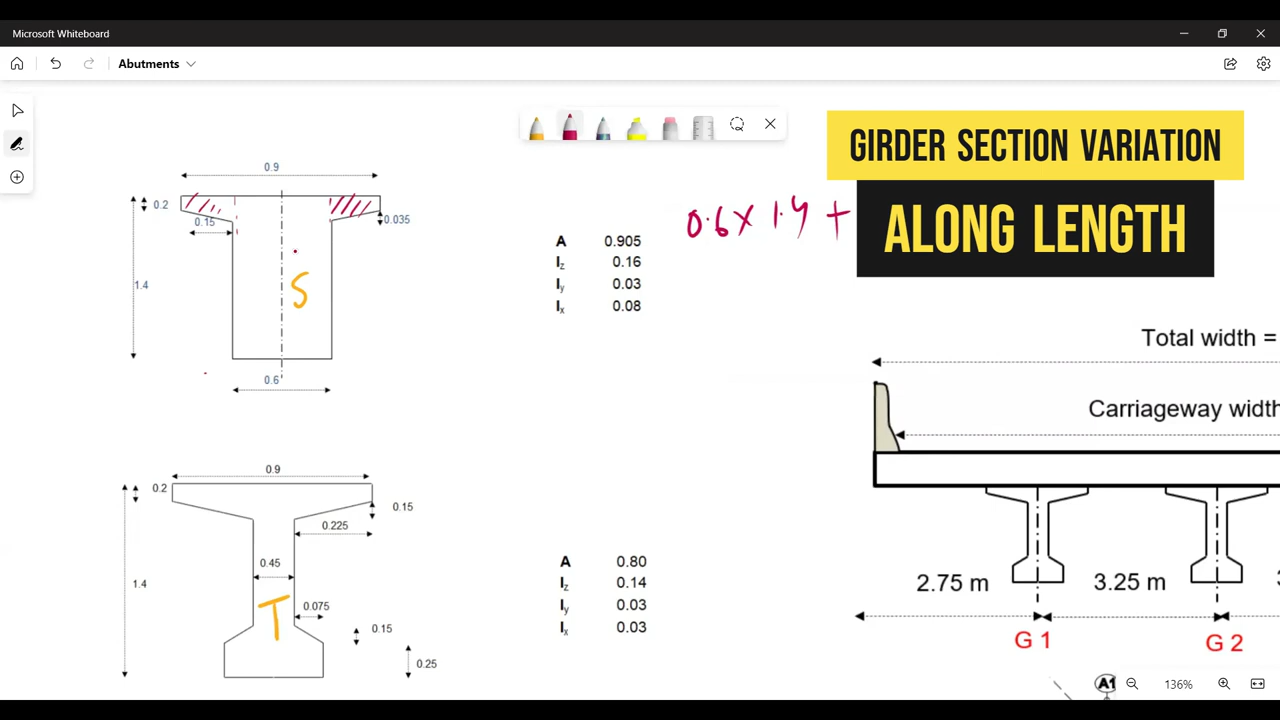 Microsoft Whiteboard
Abutments
GIRDER SECTION VARIATION
ALONG LENGTH
0.9
0.2
0.15
0.035
1.4
S
0.6
A 0.905
Iz 0.16
Iy 0.03
Ix 0.08
0.6 x 1.4 +
Total width =
Carriageway width
0.9
0.2
0.15
0.225
0.45
1.4
T
0.075
0.15
0.25
A 0.80
Iz 0.14
Iy 0.03
Ix 0.03
2.75 m
3.25 m
G 1
G 2
A1
136%